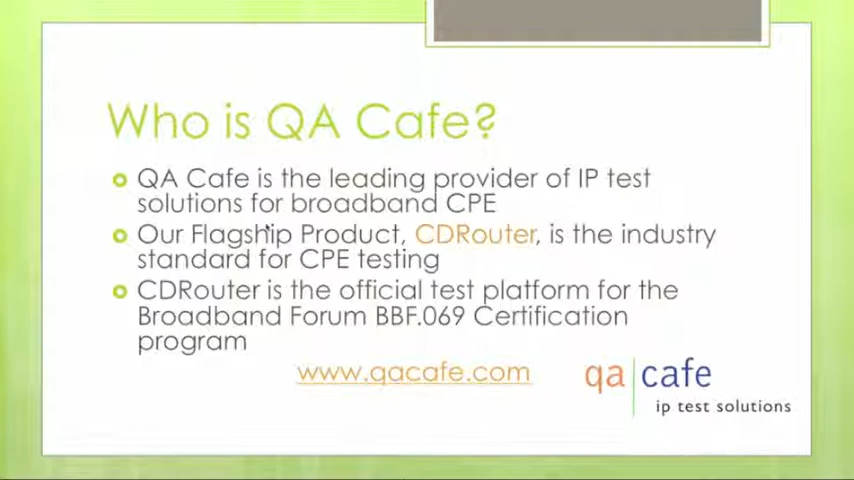 Who is QA Cafe?
QA Cafe is the leading provider of IP test
solutions for broadband CPE
Our Flagship Product, CDRouter, is the industry
standard for CPE testing
CDRouter is the official test platform for the
Broadband Forum BBF.069 Certification
program
www.qacafe.com
qa cafe
ip test solutions